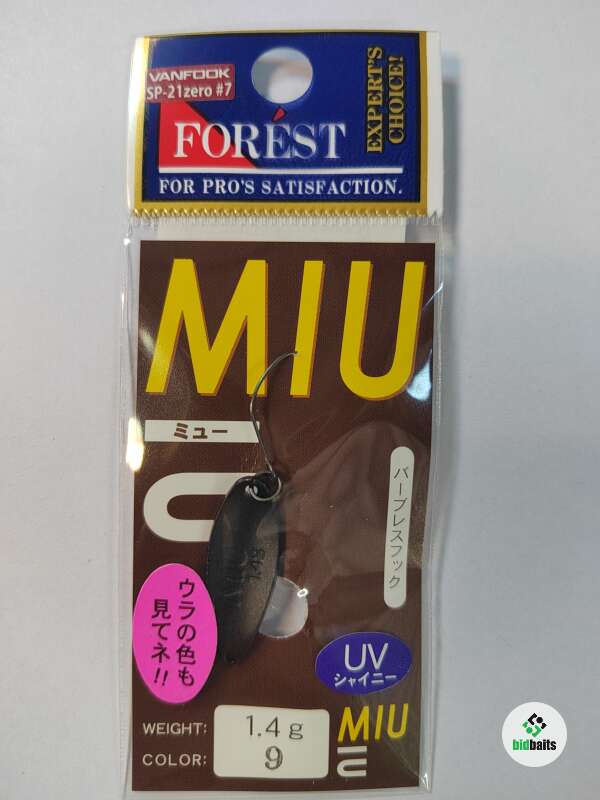 VANFOOK
SP-21zero #7
FORÉST
EXPERT'S
CHOICE!
FOR PRO'S SATISFACTION.
MIU
ミュー
バーブレスフック
1.4g
ウラの色も
見てネ!!
UV
シャイニー
WEIGHT: 1.4g
COLOR: 9
MIU
bidbaits